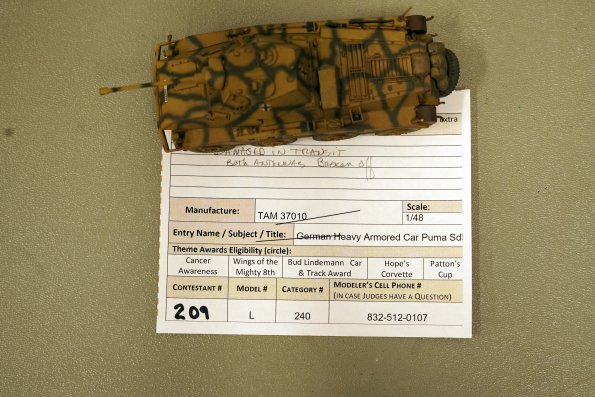 extra
DAMAGED IN TRANSIT
Both ANTENNAS Broken off
Manufacture: TAM 37010 Scale: 1/48
Entry Name / Subject / Title: German Heavy Armored Car Puma Sd
Theme Awards Eligibility (circle):
Cancer Awareness Wings of the Mighty 8th Bud Lindemann Car & Track Award Hope's Corvette Patton's Cup
CONTESTANT # MODEL # CATEGORY # MODELER'S CELL PHONE #
(IN CASE JUDGES HAVE A QUESTION)
209 L 240 832-512-0107